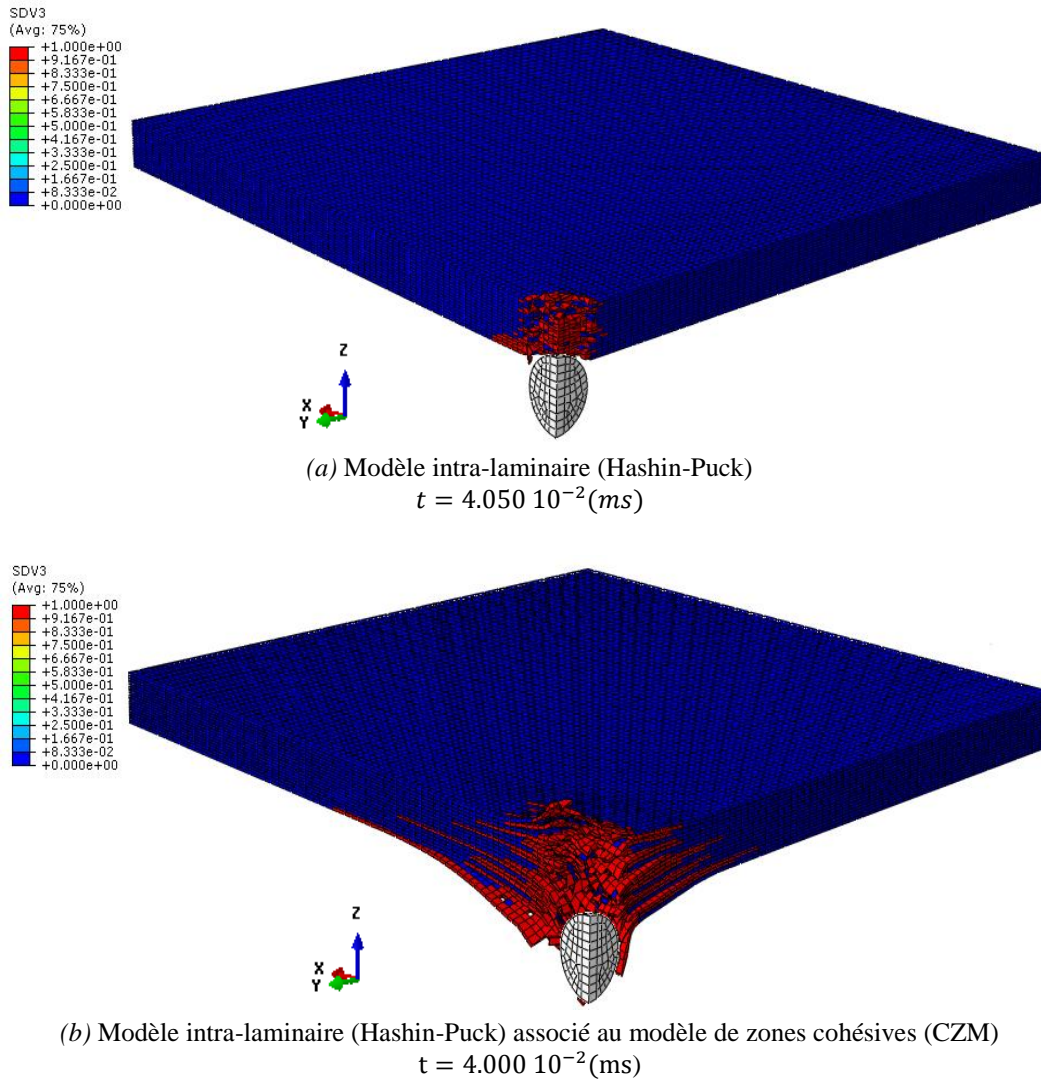 SDV3
(Avg: 75%)
+1.000e+00
+9.167e-01
+8.333e-01
+7.500e-01
+6.667e-01
+5.833e-01
+5.000e-01
+4.167e-01
+3.333e-01
+2.500e-01
+1.667e-01
+8.333e-02
+0.000e+00
Z
X
Y
(a) Modèle intra-laminaire (Hashin-Puck)
t = 4.050 10⁻²(ms)
SDV3
(Avg: 75%)
+1.000e+00
+9.167e-01
+8.333e-01
+7.500e-01
+6.667e-01
+5.833e-01
+5.000e-01
+4.167e-01
+3.333e-01
+2.500e-01
+1.667e-01
+8.333e-02
+0.000e+00
Z
X
Y
(b) Modèle intra-laminaire (Hashin-Puck) associé au modèle de zones cohésives (CZM)
t = 4.000 10⁻²(ms)